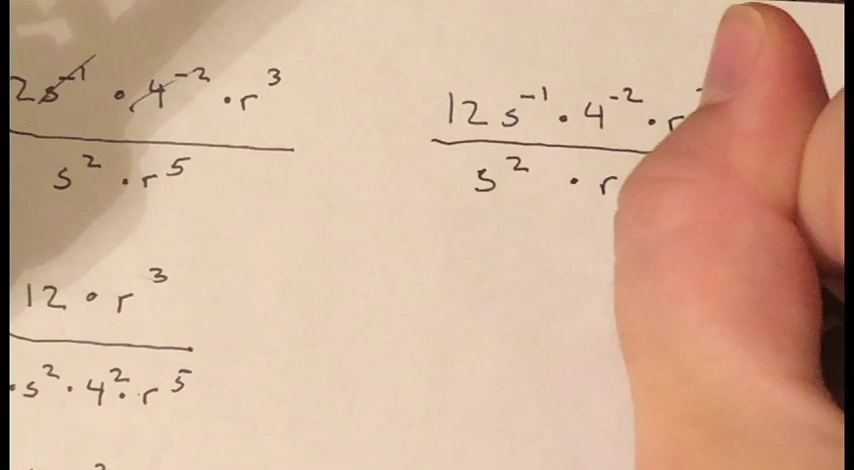 2s⁻¹ · 4⁻² · r³
s² · r⁵
12s⁻¹ · 4⁻² · r
s² · r
12 · r³
· s² · 4² · r⁵